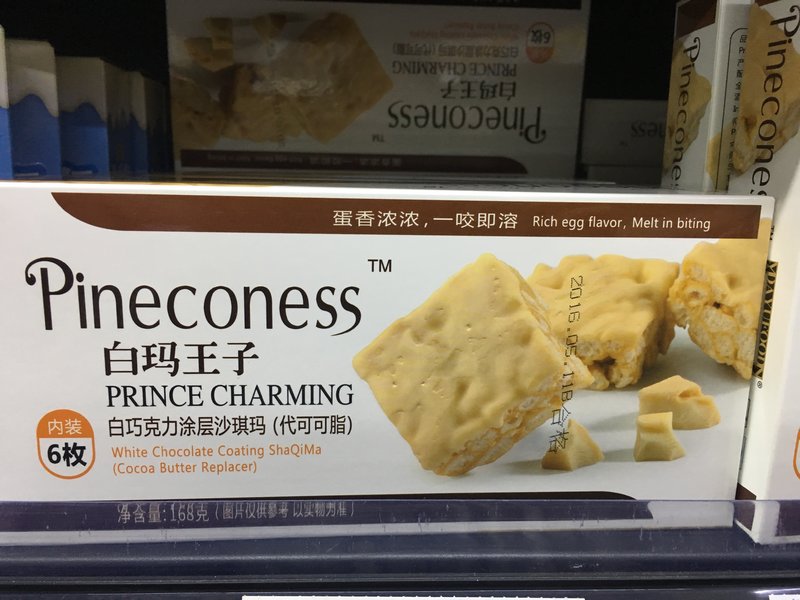 Pineconess
白玛王子
PRINCE CHARMING
6枚
Pineconess
Pineconess
蛋香浓浓，一咬即溶 Rich egg flavor, Melt in biting
Pineconess™
白玛王子
PRINCE CHARMING
白巧克力涂层沙琪玛（代可可脂）
White Chocolate Coating ShaQiMa
(Cocoa Butter Replacer)
内装
6枚
2016.05.11B合格
净含量:168克（图片仅供参考 以实物为准）